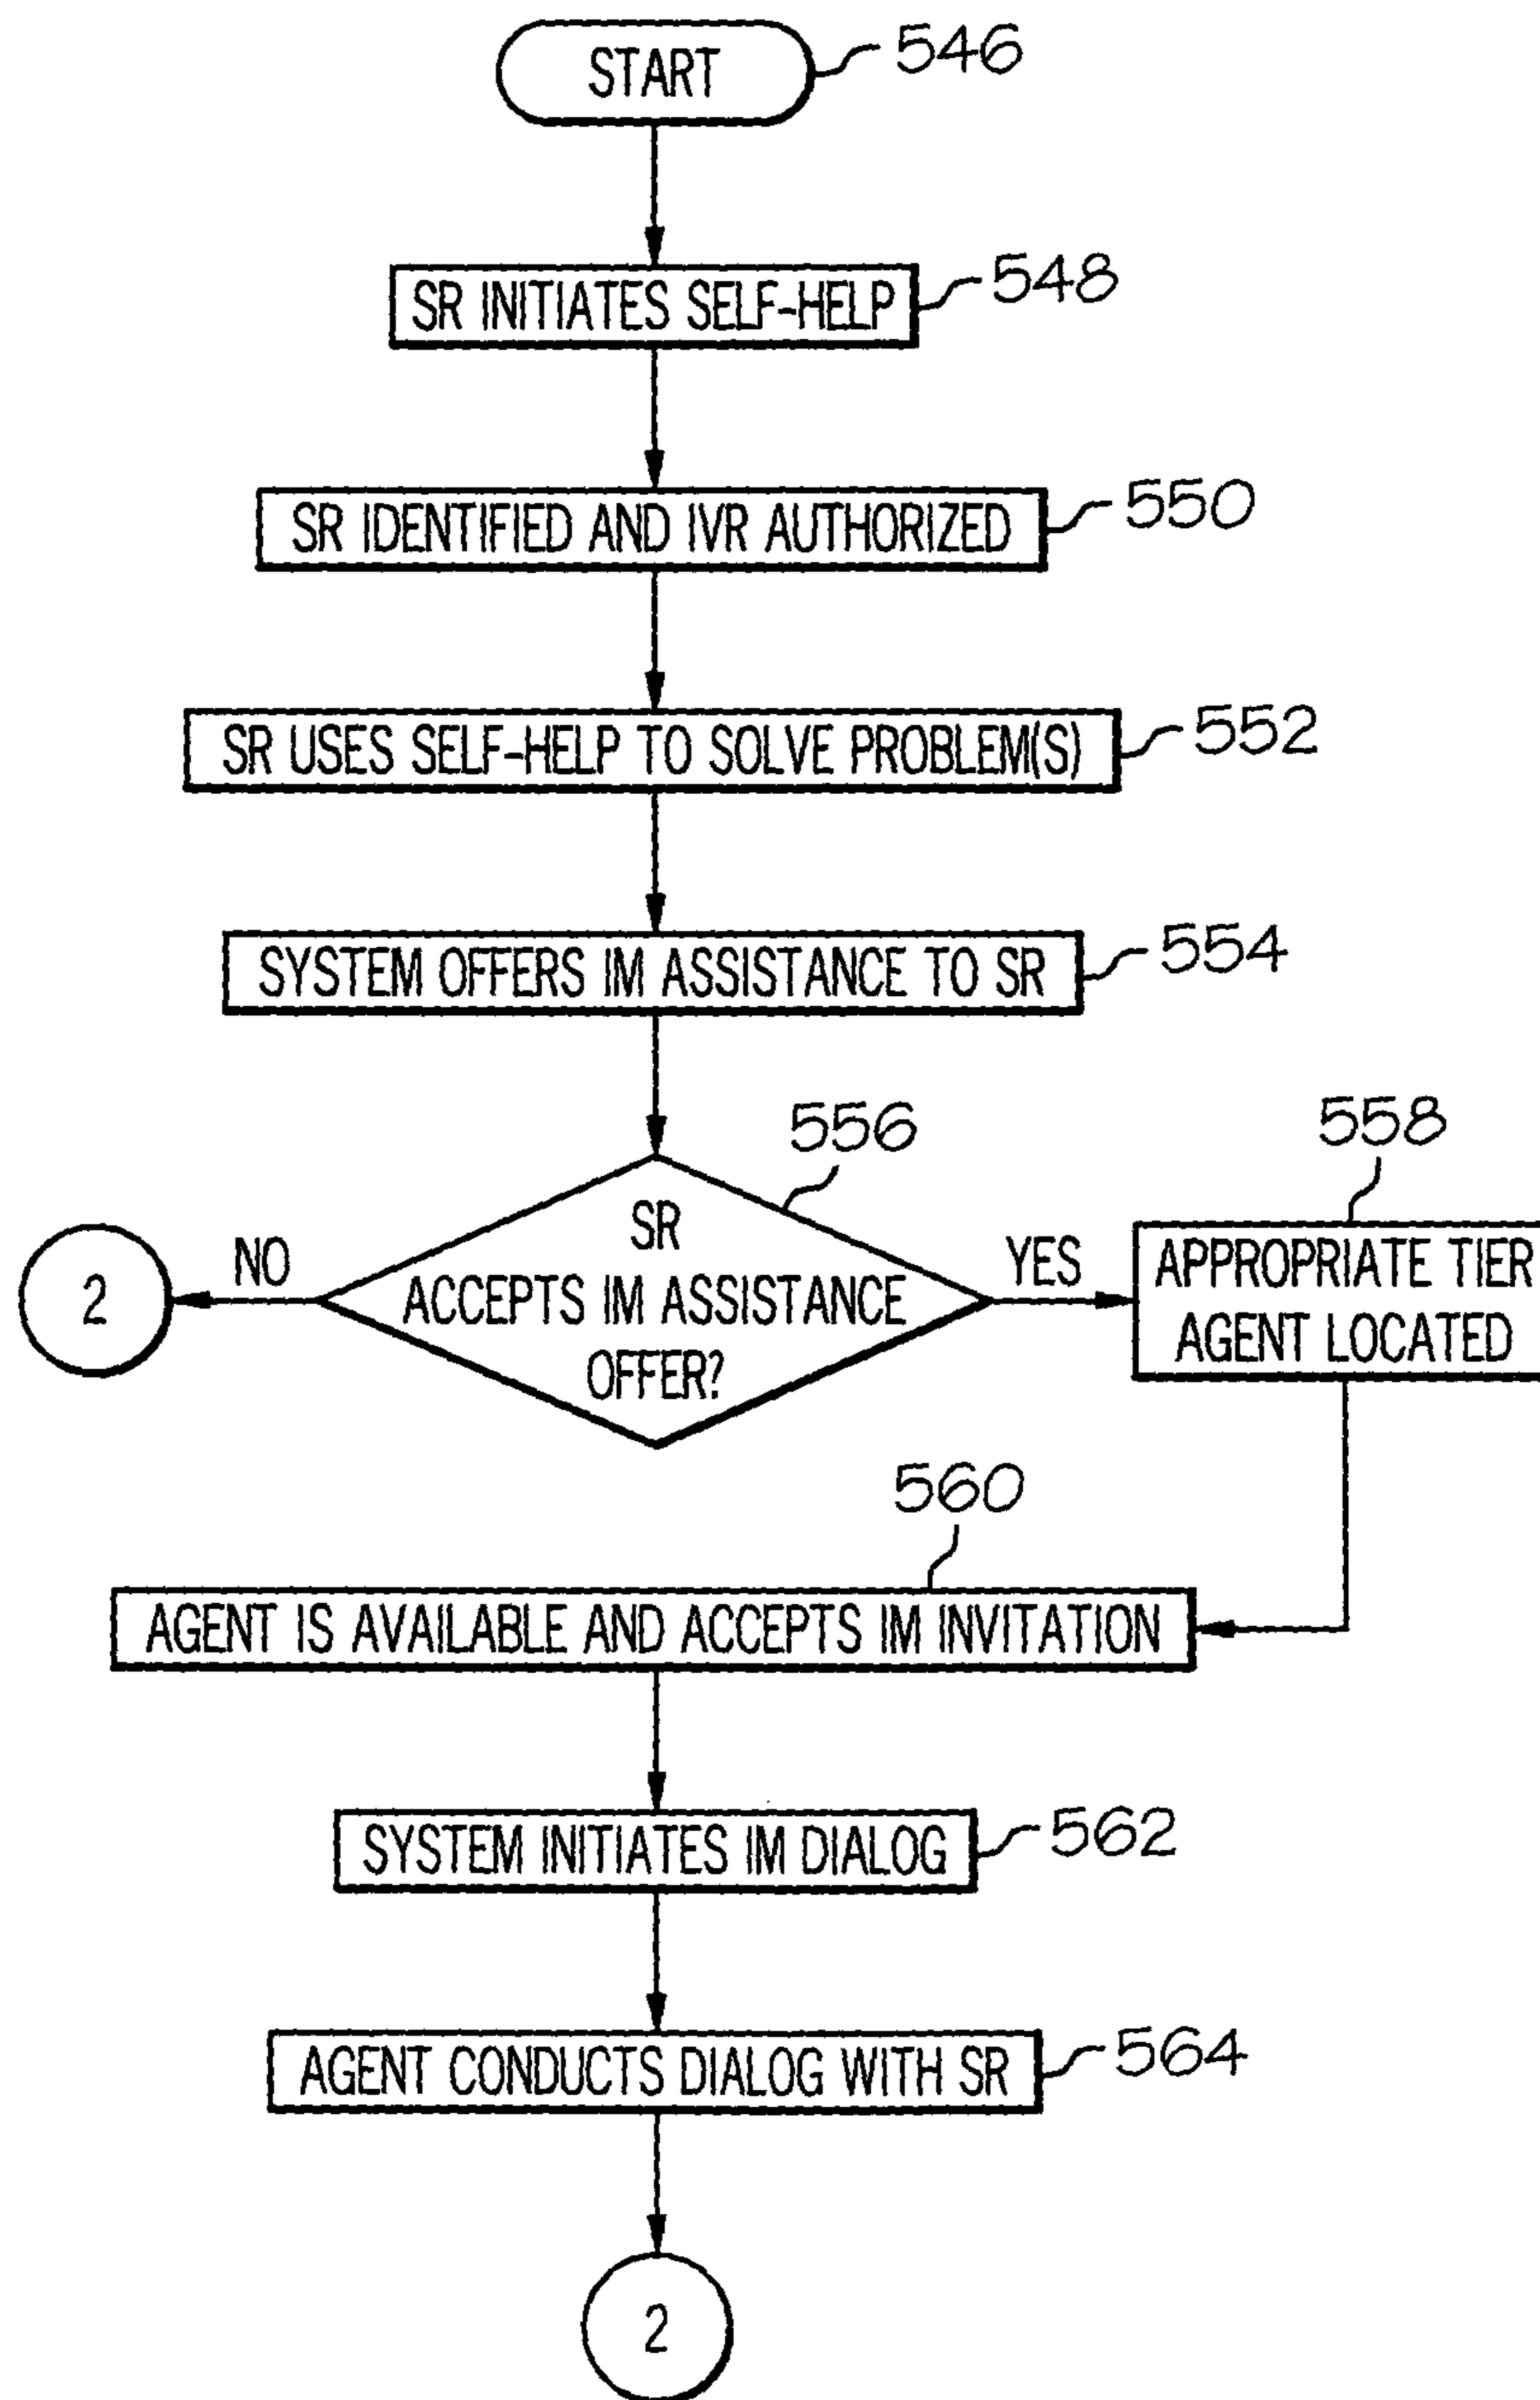 START
546
SR INITIATES SELF-HELP
548
SR IDENTIFIED AND IVR AUTHORIZED
550
SR USES SELF-HELP TO SOLVE PROBLEM(S)
552
SYSTEM OFFERS IM ASSISTANCE TO SR
554
556
558
SR
ACCEPTS IM ASSISTANCE
OFFER?
NO
2
YES
APPROPRIATE TIER
AGENT LOCATED
560
AGENT IS AVAILABLE AND ACCEPTS IM INVITATION
SYSTEM INITIATES IM DIALOG
562
AGENT CONDUCTS DIALOG WITH SR
564
2